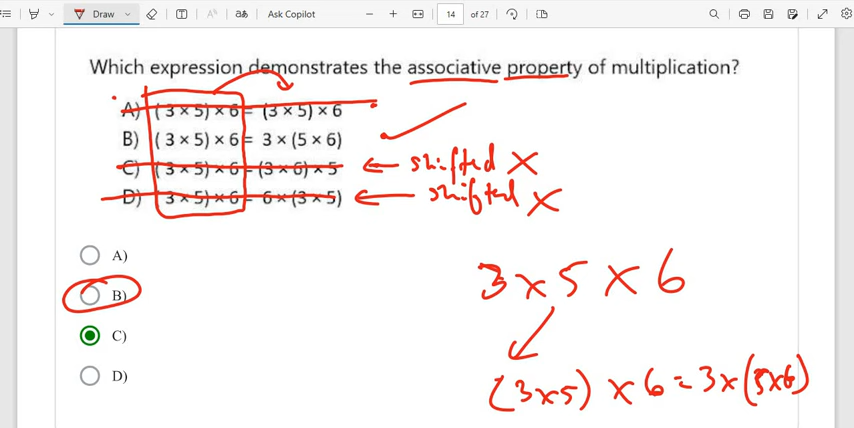 Draw
Ask Copilot
14 of 27
Which expression demonstrates the associative property of multiplication?
A) (3 × 5) × 6 = (3 × 5) × 6
B) (3 × 5) × 6 = 3 × (5 × 6)
C) (3 × 5) × 6 = (3 × 6) × 5 ← shifted X
D) 3 × 5) × 6 = 6 × (3 × 5) ← shifted X
A)
B)
C)
D)
3 × 5 × 6
(3×5) × 6 = 3×(5×6)